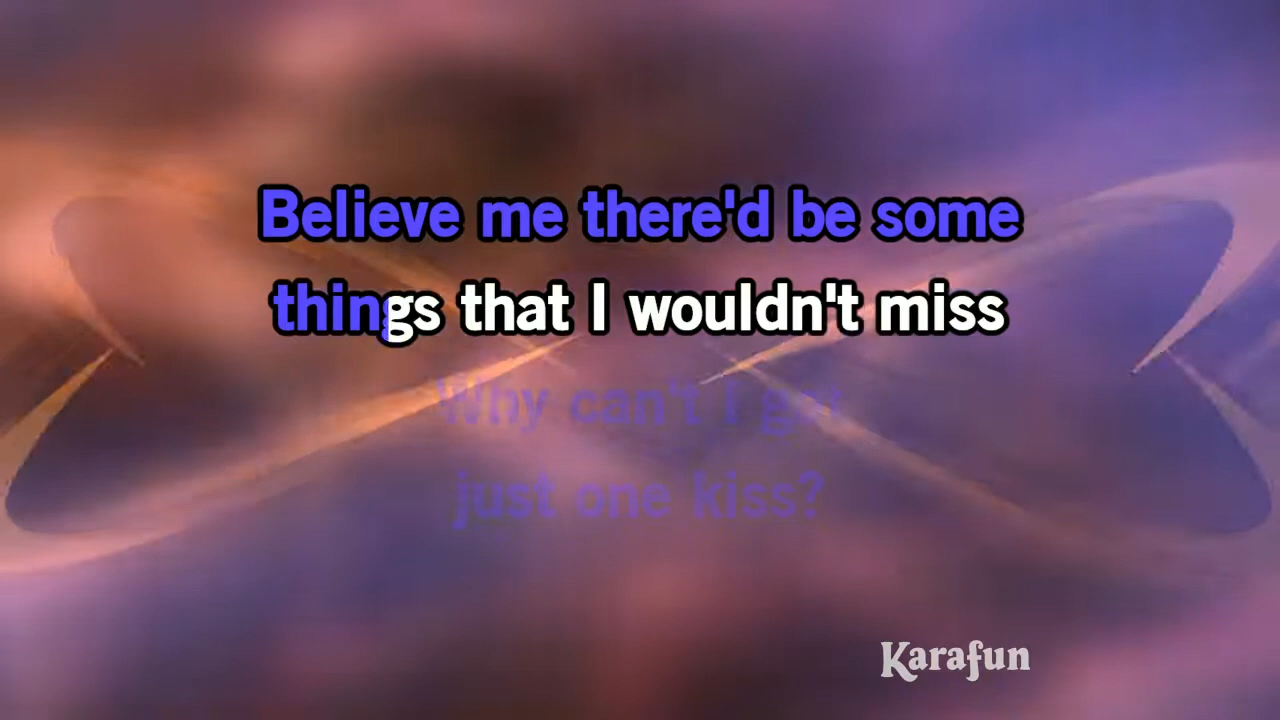 Believe me there'd be some
things that I wouldn't miss
Why can't I get
just one kiss?
Karafun